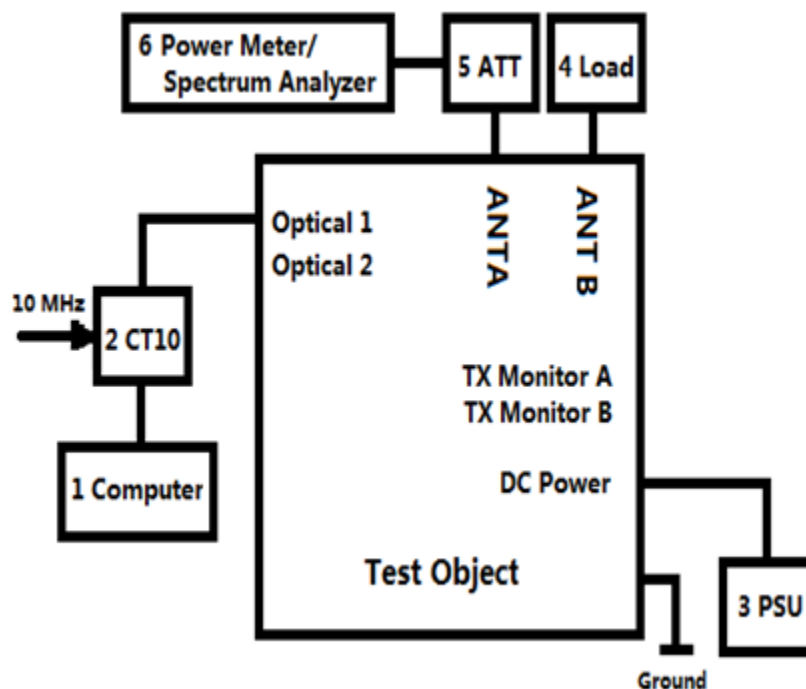 6 Power Meter/
Spectrum Analyzer
5 ATT
4 Load
Optical 1
Optical 2
ANTA
ANT B
10 MHz
2 CT10
1 Computer
TX Monitor A
TX Monitor B
DC Power
Test Object
3 PSU
Ground